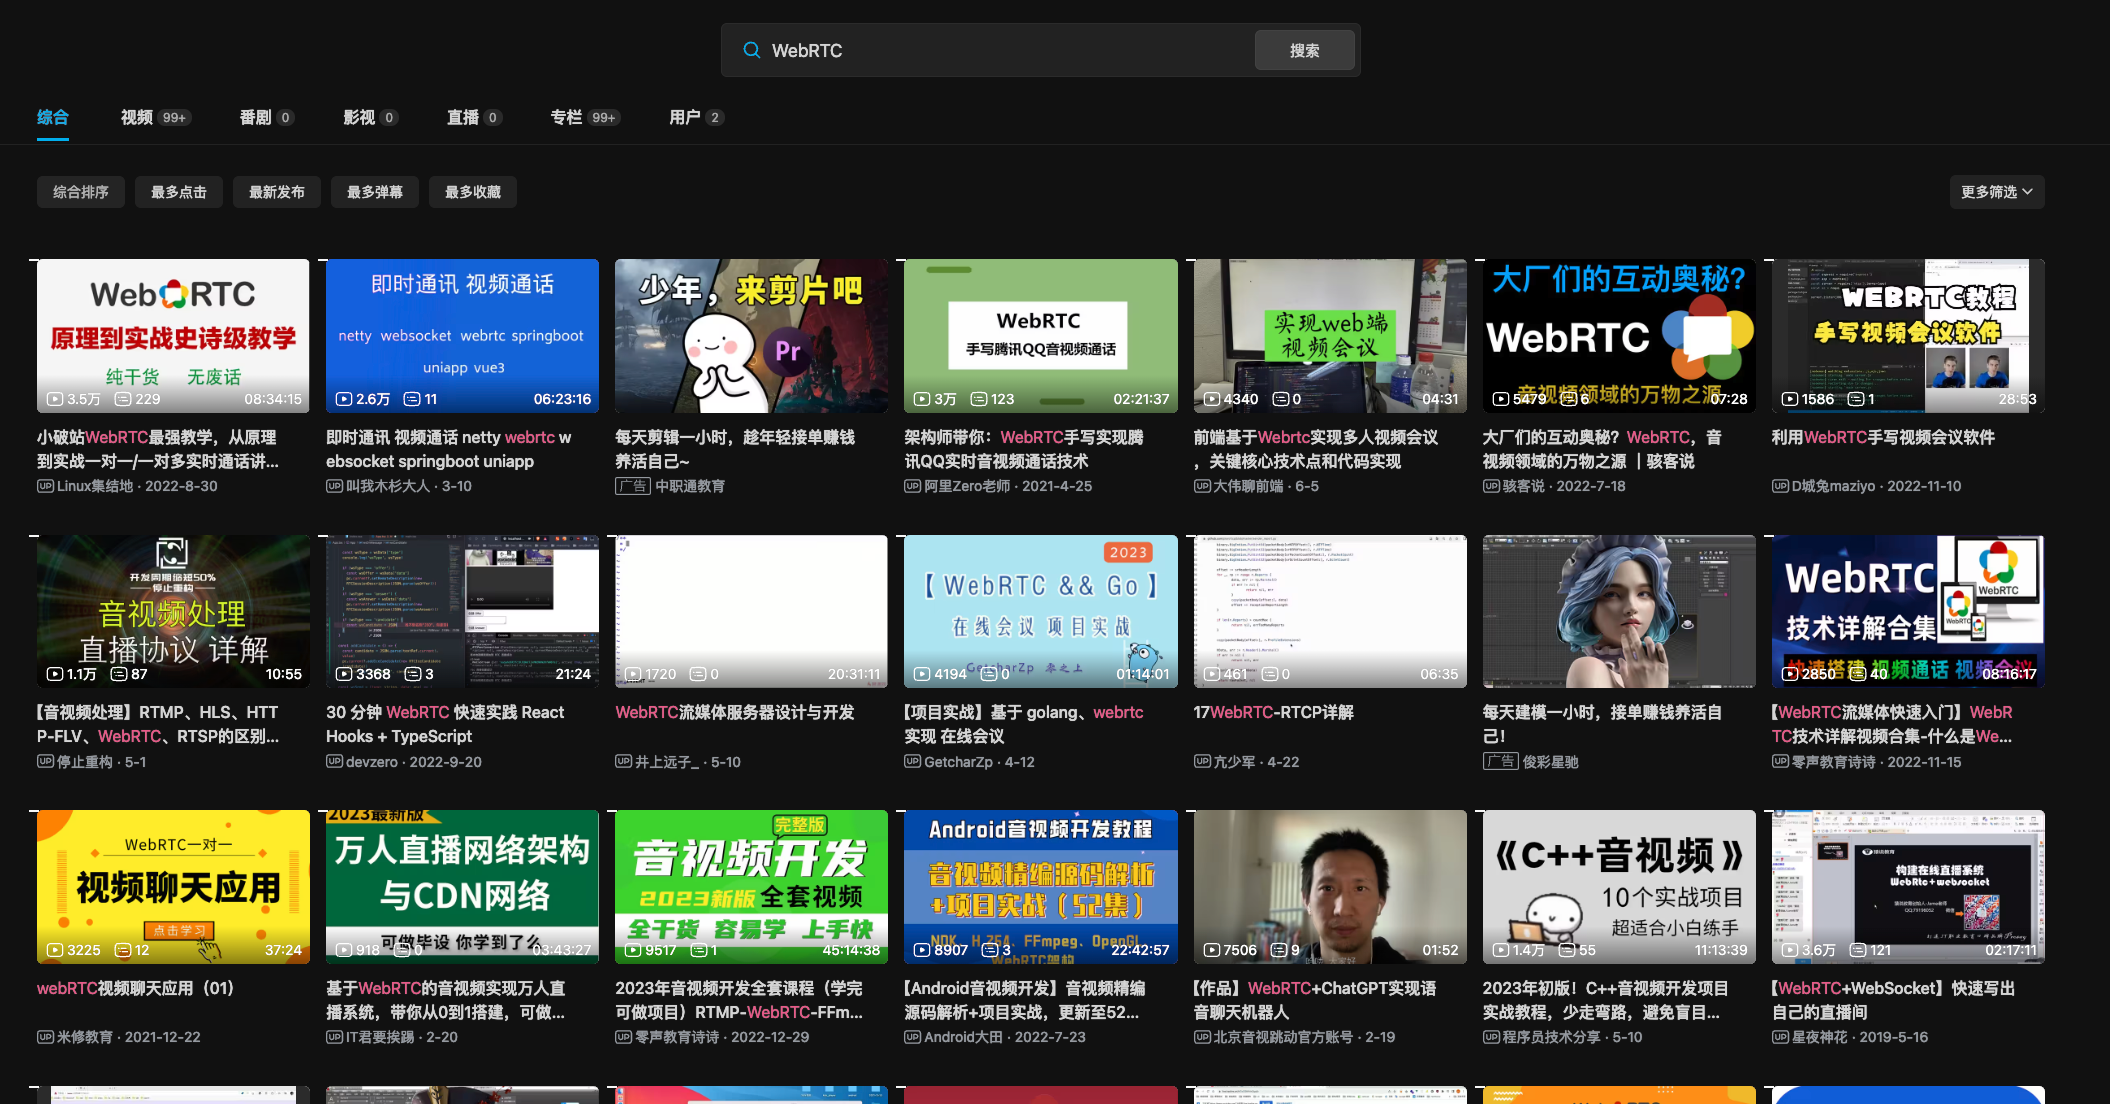 WebRTC
搜索
综合 视频 99+ 番剧 0 影视 0 直播 0 专栏 99+ 用户 2
综合排序 最多点击 最新发布 最多弹幕 最多收藏 更多筛选
WebRTC
原理到实战史诗级教学
纯干货 无废话
3.5万 229 08:34:15
小破站WebRTC最强教学，从原理
到实战一对一/一对多实时通话讲...
UP Linux集结地 · 2022-8-30
即时通讯 视频通话
netty websocket webrtc springboot
uniapp vue3
2.6万 11 06:23:16
即时通讯 视频通话 netty webrtc w
ebsocket springboot uniapp
UP 叫我木杉大人 · 3-10
少年，来剪片吧
Pr
每天剪辑一小时，趁年轻接单赚钱
养活自己~
广告 中职通教育
WebRTC
手写腾讯QQ音视频通话
3万 123 02:21:37
架构师带你：WebRTC手写实现腾
讯QQ实时音视频通话技术
UP 阿里Zero老师 · 2021-4-25
实现web端
视频会议
4340 0 04:31
前端基于Webrtc实现多人视频会议
，关键核心技术点和代码实现
UP 大伟聊前端 · 6-5
大厂们的互动奥秘?
WebRTC
音视频领域的万物之源
5479 6 07:28
大厂们的互动奥秘？WebRTC，音
视频领域的万物之源 ｜骇客说
UP 骇客说 · 2022-7-18
WEBRTC教程
手写视频会议软件
1586 1 28:53
利用WebRTC手写视频会议软件
UP D城兔maziyo · 2022-11-10
开发周期缩短50%
停止重构
音视频处理
直播协议 详解
1.1万 87 10:55
【音视频处理】RTMP、HLS、HTT
P-FLV、WebRTC、RTSP的区别...
UP 停止重构 · 5-1
3368 3 21:24
30 分钟 WebRTC 快速实践 React
Hooks + TypeScript
UP devzero · 2022-9-20
1720 0 20:31:11
WebRTC流媒体服务器设计与开发
UP 井上远子_ · 5-10
2023
【 WebRTC && Go 】
在线会议 项目实战
GetcharZp 零之上
4194 0 01:14:01
【项目实战】基于 golang、webrtc
实现 在线会议
UP GetcharZp · 4-12
461 0 06:35
17WebRTC-RTCP详解
UP 亢少军 · 4-22
每天建模一小时，接单赚钱养活自
己！
广告 俊彩星驰
WebRTC
技术详解合集
快速搭建 视频通话 视频会议
WebRTC
WebRTC
2850 40 08:16:17
【WebRTC流媒体快速入门】WebR
TC技术详解视频合集-什么是We...
UP 零声教育诗诗 · 2022-11-15
WebRTC一对一
视频聊天应用
点击学习
3225 12 37:24
webRTC视频聊天应用（01）
UP 米修教育 · 2021-12-22
2023最新版
万人直播网络架构
与CDN网络
可做毕设 你学到了么
918 0 03:43:27
基于WebRTC的音视频实现万人直
播系统，带你从0到1搭建，可做...
UP IT君要挨踢 · 2-20
完整版
音视频开发
2023新版 全套视频
全干货 容易学 上手快
9517 1 45:14:38
2023年音视频开发全套课程（学完
可做项目）RTMP-WebRTC-FFm...
UP 零声教育诗诗 · 2022-12-29
Android音视频开发教程
音视频精编源码解析
+项目实战（52集）
NDK、H.264、FFmpeg、OpenGL
WebRTC架构
8907 3 22:42:57
【Android音视频开发】音视频精编
源码解析+项目实战，更新至52...
UP Android大田 · 2022-7-23
7506 9 01:52
【作品】WebRTC+ChatGPT实现语
音聊天机器人
UP 北京音视跳动官方账号 · 2-19
《C++音视频》
10个实战项目
超适合小白练手
1.4万 55 11:13:39
2023年初版！C++音视频开发项目
实战教程，少走弯路，避免盲目...
UP 程序员技术分享 · 5-10
构建在线直播系统
WebRtc+websocket
3.6万 121 02:17:11
【WebRTC+WebSocket】快速写出
自己的直播间
UP 星夜神花 · 2019-5-16